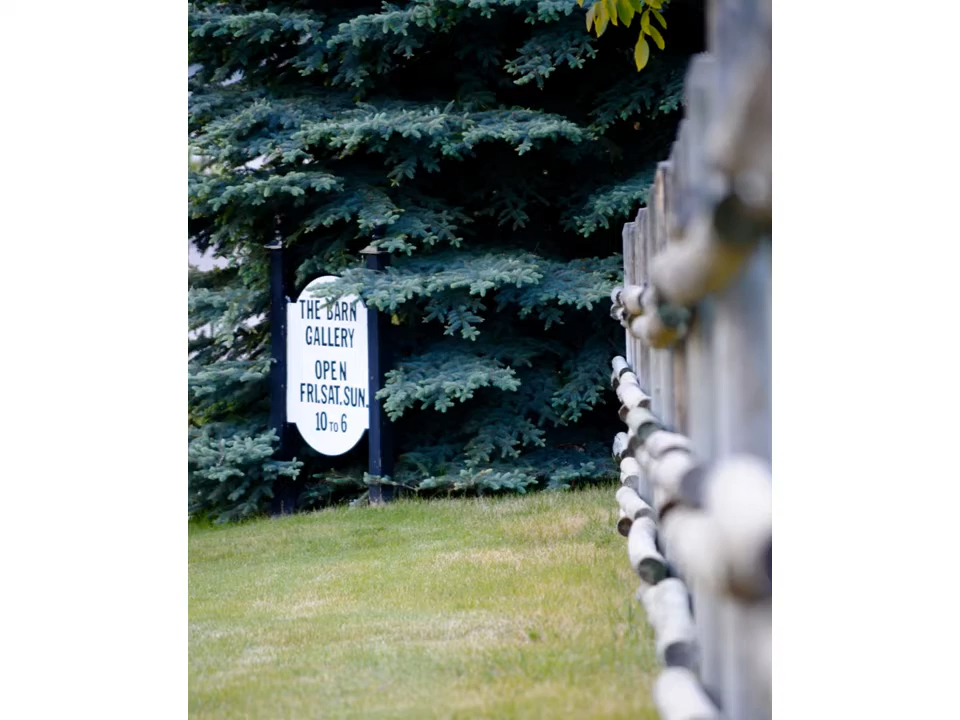 THE BARN
GALLERY
OPEN
FRI.SAT.SUN.
10 TO 6